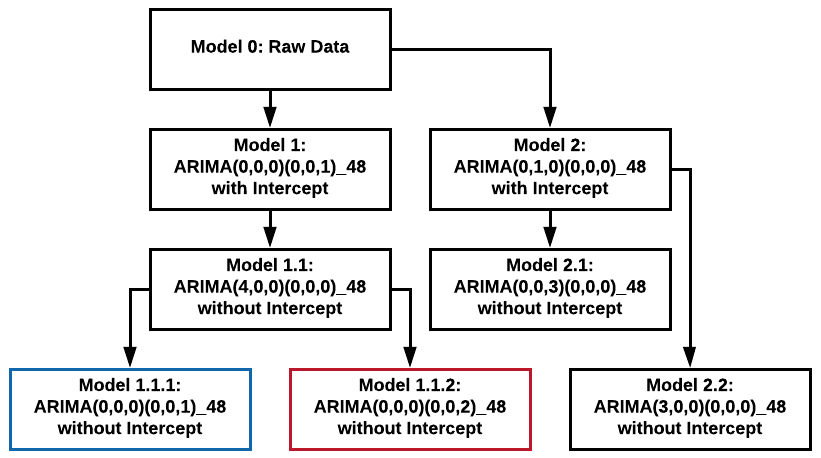 Model 0: Raw Data
Model 1:
ARIMA(0,0,0)(0,0,1)_48
with Intercept
Model 2:
ARIMA(0,1,0)(0,0,0)_48
with Intercept
Model 1.1:
ARIMA(4,0,0)(0,0,0)_48
without Intercept
Model 2.1:
ARIMA(0,0,3)(0,0,0)_48
without Intercept
Model 1.1.1:
ARIMA(0,0,0)(0,0,1)_48
without Intercept
Model 1.1.2:
ARIMA(0,0,0)(0,0,2)_48
without Intercept
Model 2.2:
ARIMA(3,0,0)(0,0,0)_48
without Intercept